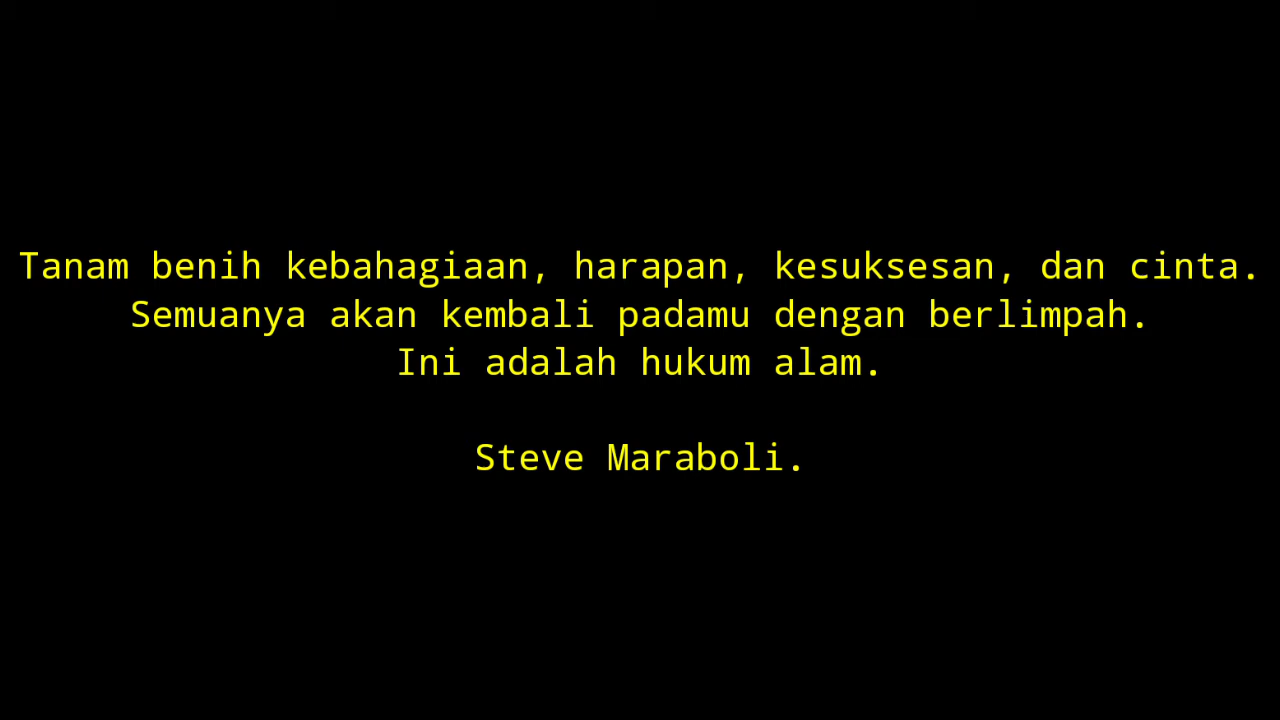 Tanam benih kebahagiaan, harapan, kesuksesan, dan cinta.
Semuanya akan kembali padamu dengan berlimpah.
Ini adalah hukum alam.
Steve Maraboli.